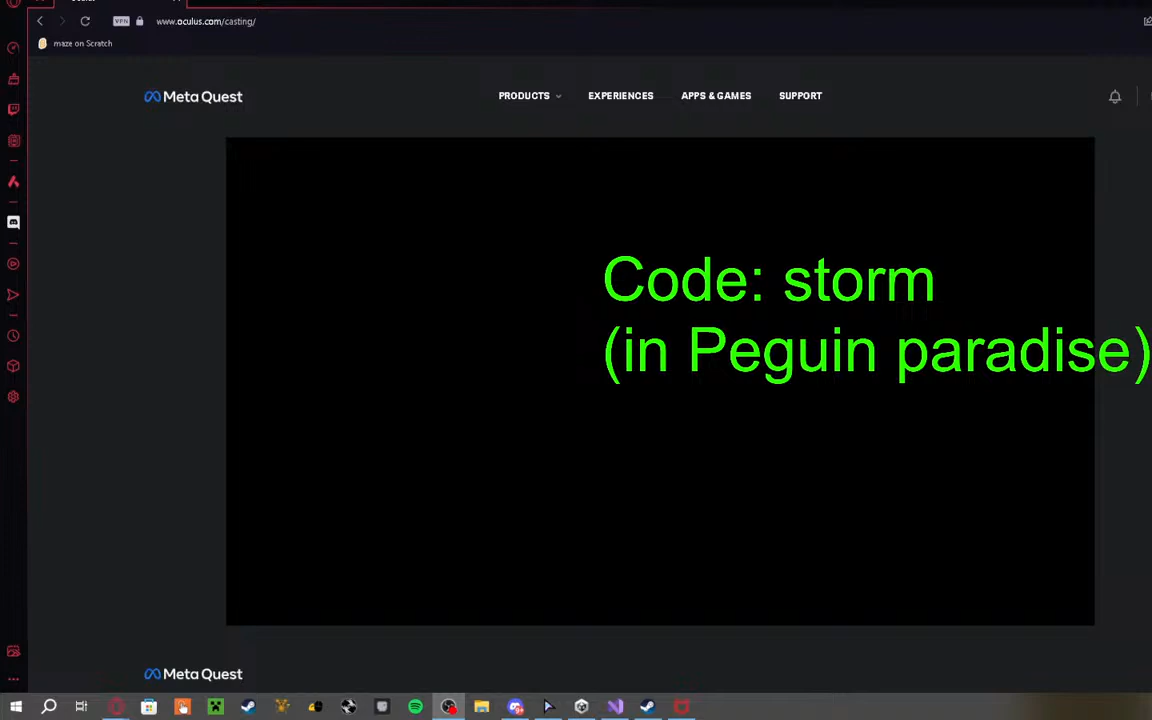 VPN
www.oculus.com/casting/
maze on Scratch
Meta Quest
PRODUCTS
EXPERIENCES
APPS & GAMES
SUPPORT
Code: storm
(in Peguin paradise)
Meta Quest